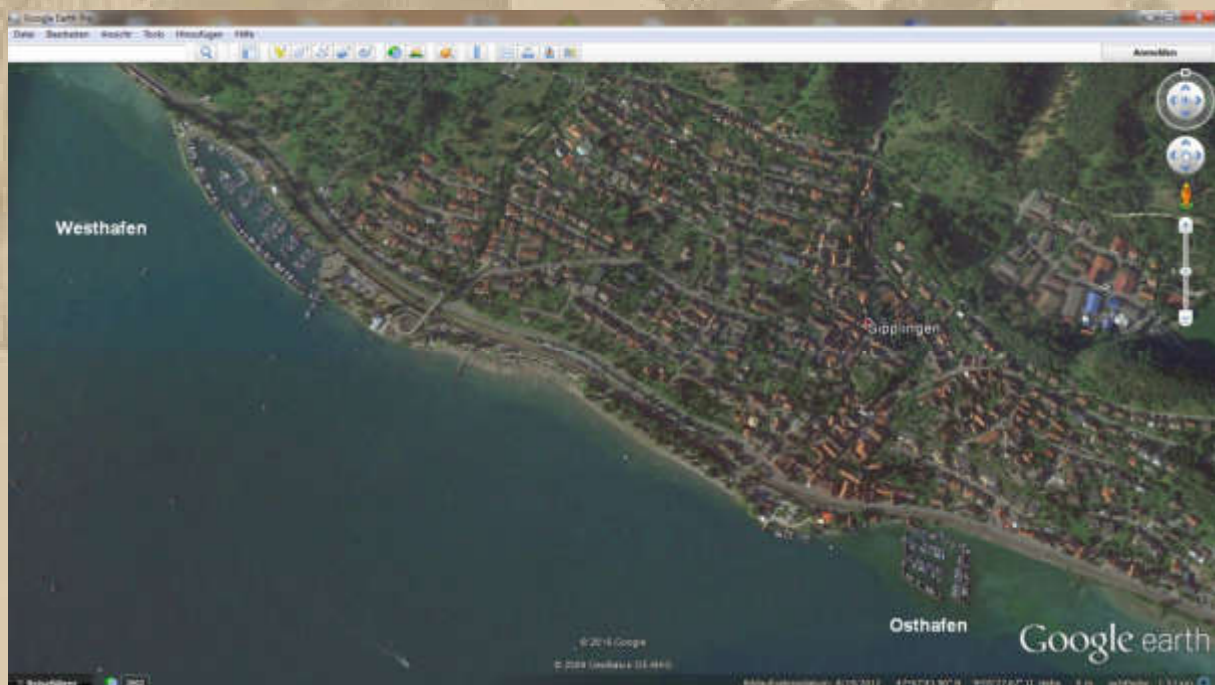 Google Earth Pro
Datei Bearbeiten Ansicht Tools Hinzufügen Hilfe
Anmelden
Westhafen
Sipplingen
Osthafen
© 2016 Google
Google earth